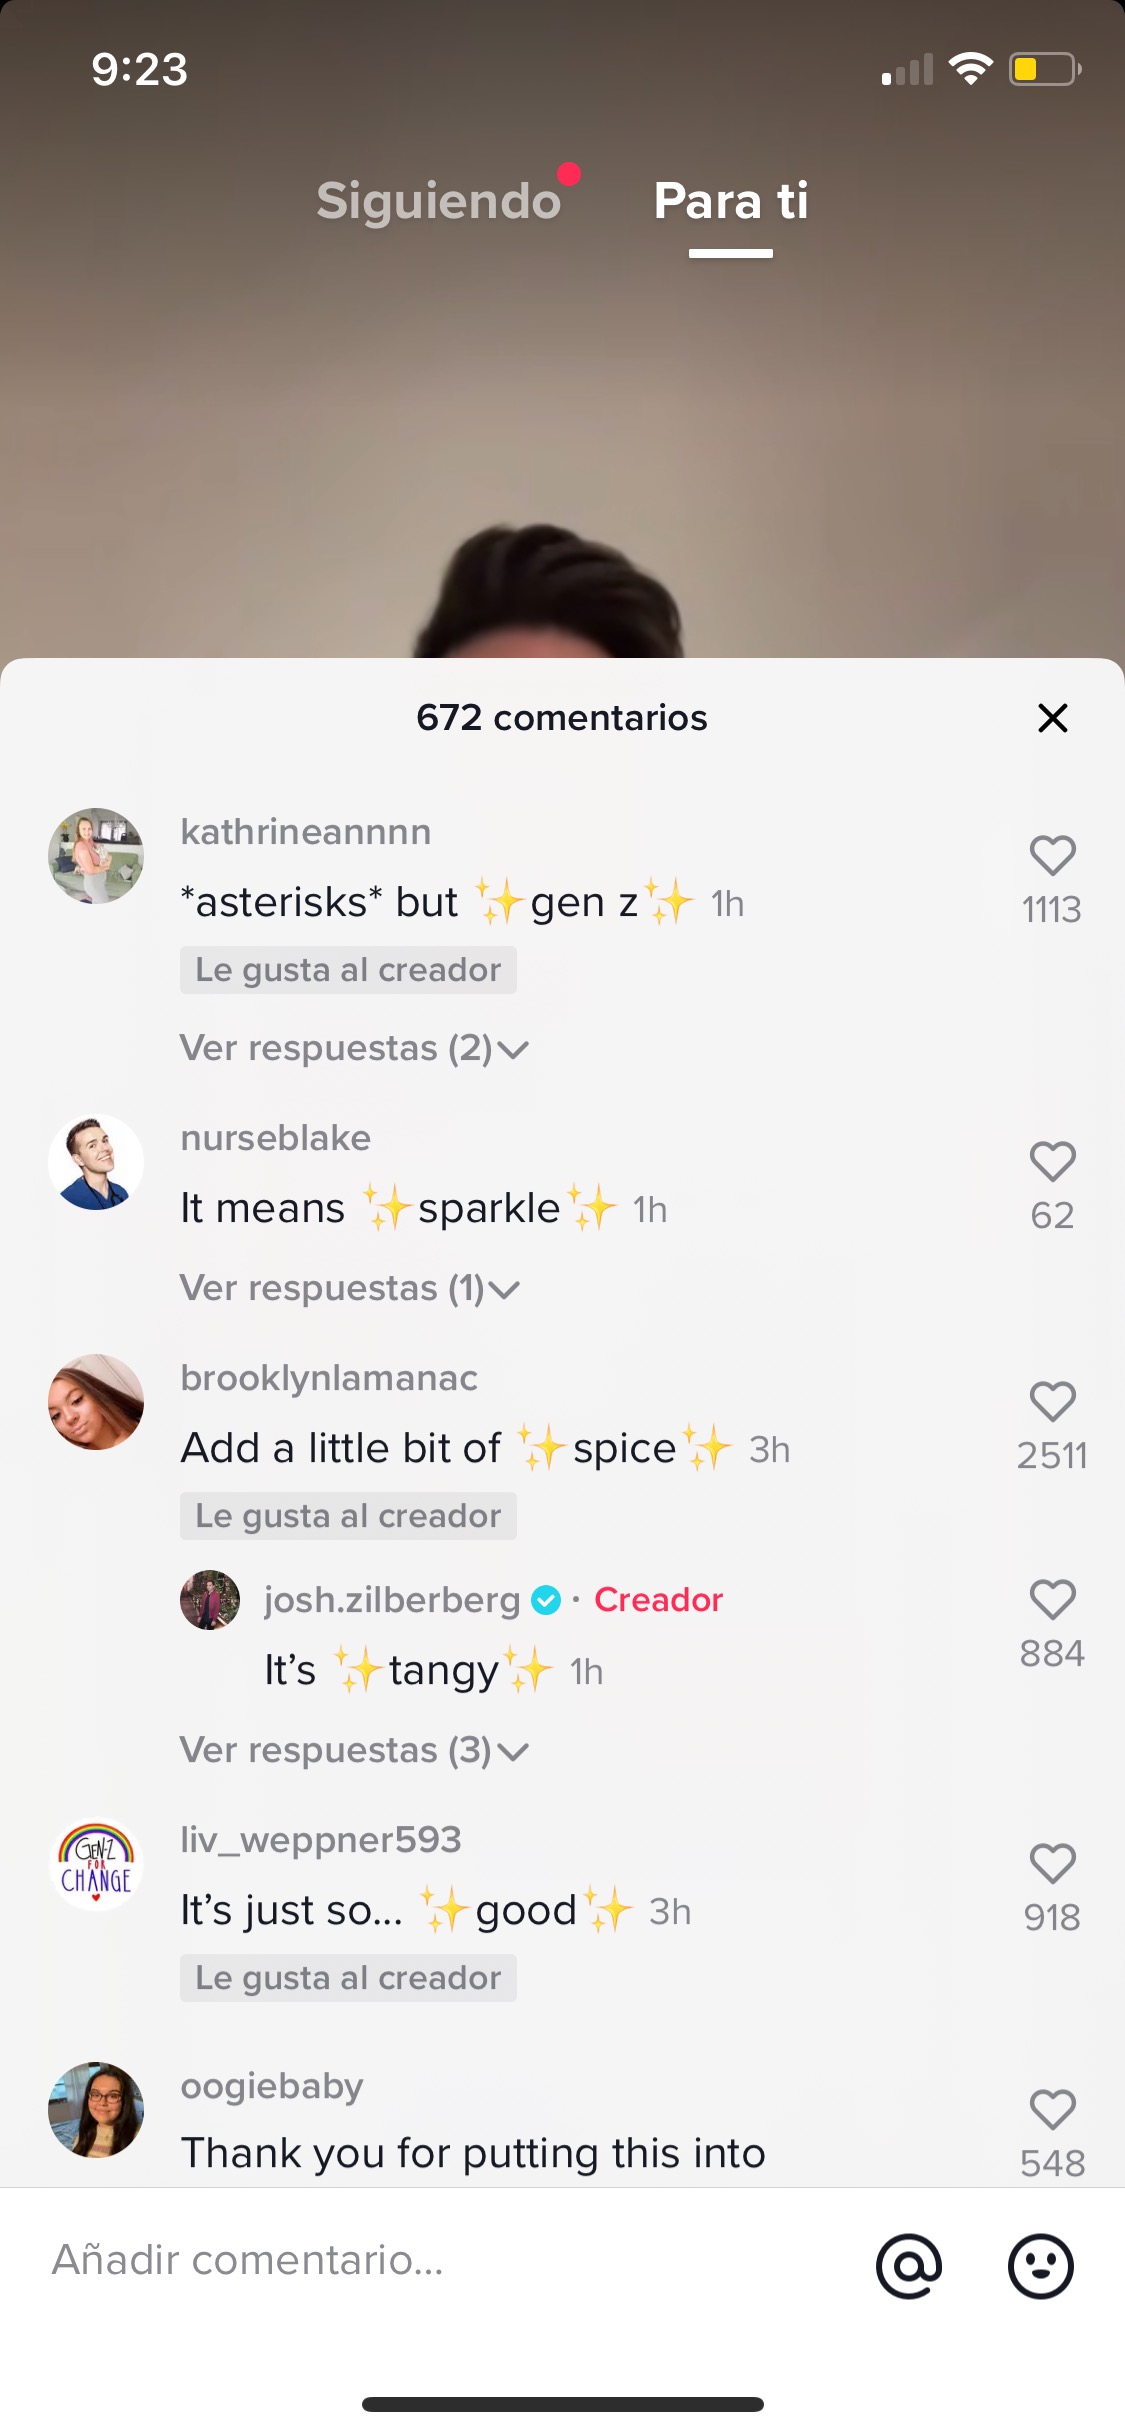 9:23
Siguiendo Para ti
672 comentarios
kathrineannnn
*asterisks* but ✨gen z✨ 1h
1113
Le gusta al creador
Ver respuestas (2)
nurseblake
It means ✨sparkle✨ 1h
62
Ver respuestas (1)
brooklynlamanac
Add a little bit of ✨spice✨ 3h
2511
Le gusta al creador
josh.zilberberg · Creador
It's ✨tangy✨ 1h
884
Ver respuestas (3)
GEN-Z
FOR
CHANGE
liv_weppner593
It's just so... ✨good✨ 3h
918
Le gusta al creador
oogiebaby
Thank you for putting this into
548
Añadir comentario...